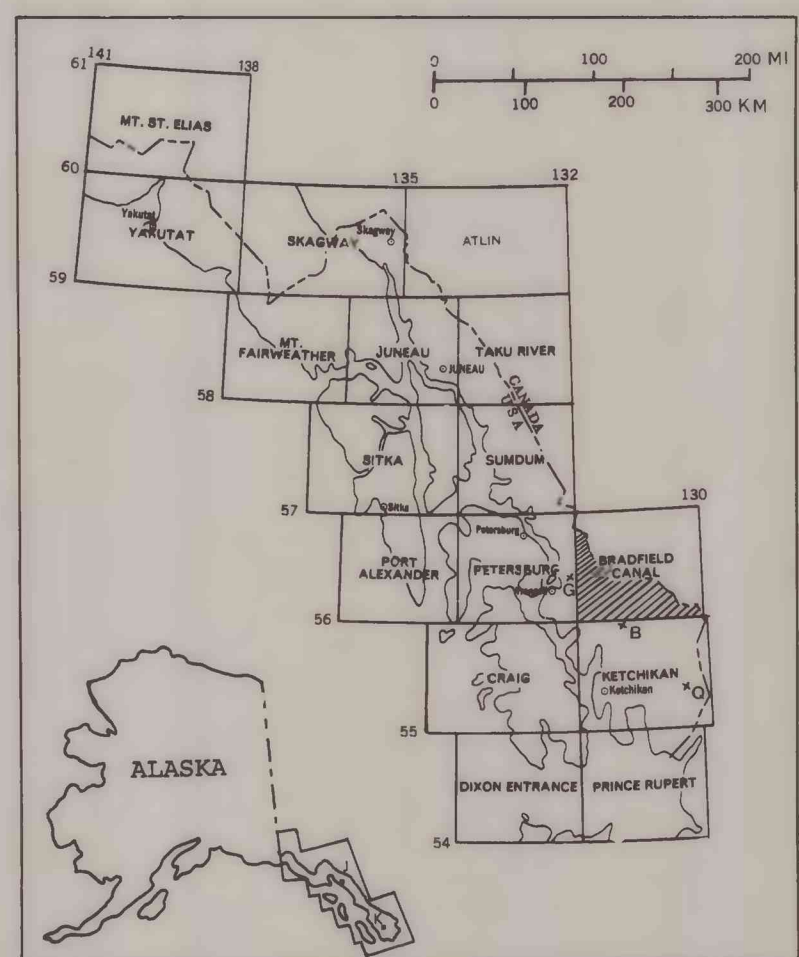 141
61
138
100
200 MI
0
0
100
200
300 KM
MT. ST. ELIAS
60
135
132
Yakutat
YAKUTAT
SKAGWAY
Skagway
ATLIN
59
MT.
FAIRWEATHER
JUNEAU
JUNEAU
TAKU RIVER
58
CANADA
USA
SITKA
SUMDUM
57
Sitka
130
Petersburg
PORT
ALEXANDER
PETERSBURG
G
BRADFIELD
CANAL
56
B
CRAIG
KETCHIKAN
Ketchikan
Q
55
ALASKA
DIXON ENTRANCE
PRINCE RUPERT
54
J
K